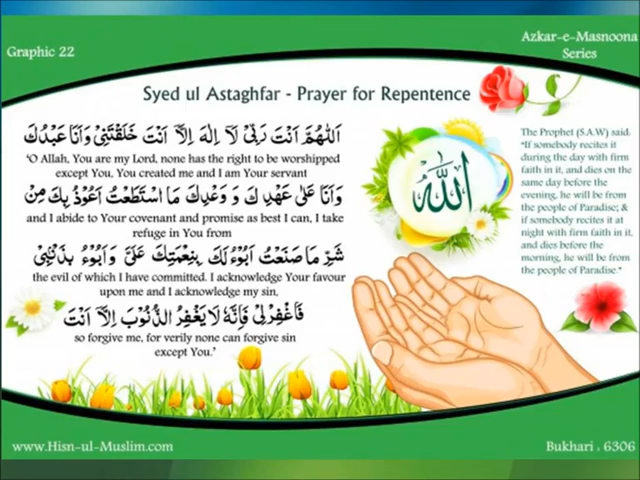 Graphic 22
Azkar-e-Masnoona
Series
Syed ul Astaghfar - Prayer for Repentence
اَللّٰهُمَّ اَنْتَ رَبِّىْ لَآ اِلٰهَ اِلَّآ اَنْتَ خَلَقْتَنِىْ وَاَنَا عَبْدُكَ
‘O Allah, You are my Lord, none has the right to be worshipped
except You, You created me and I am Your servant
وَاَنَا عَلٰى عَهْدِكَ وَ وَعْدِكَ مَا اسْتَطَعْتُ اَعُوْذُ بِكَ مِنْ
and I abide to Your covenant and promise as best I can, I take
refuge in You from
شَرِّ مَا صَنَعْتُ اَبُوْءُ لَكَ بِنِعْمَتِكَ عَلَىَّ وَاَبُوْءُ بِذَنْۢبِىْ
the evil of which I have committed. I acknowledge Your favour
upon me and I acknowledge my sin,
فَاغْفِرْلِىْ فَاِنَّهٗ لَا يَغْفِرُ الذُّنُوْبَ اِلَّآ اَنْتَ
so forgive me, for verily none can forgive sin
except You.’
اللّٰه
The Prophet (S.A.W) said:
"If somebody recites it
during the day with firm
faith in it, and dies on the
same day before the
evening, he will be from
the people of Paradise; &
if somebody recites it at
night with firm faith in it,
and dies before the
morning, he will be from
the people of Paradise."
www.Hisn-ul-Muslim.com
Bukhari : 6306